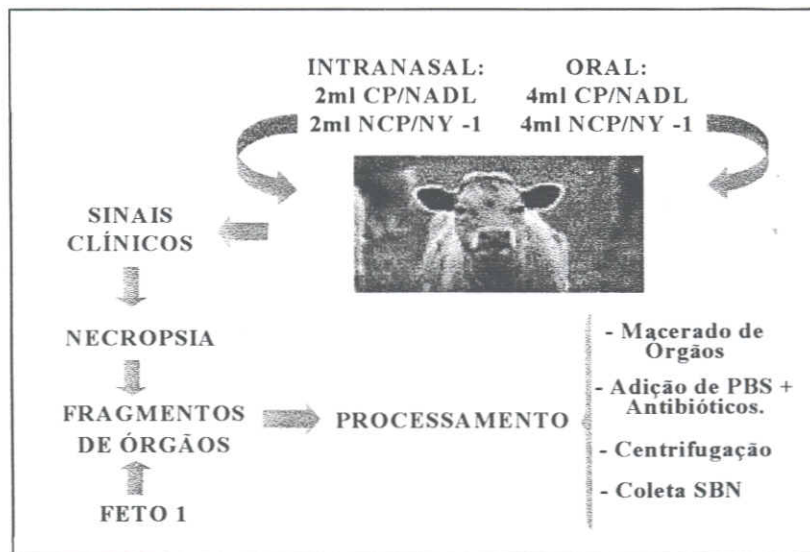 INTRANASAL:
2ml CP/NADL
2ml NCP/NY -1
ORAL:
4ml CP/NADL
4ml NCP/NY -1
SINAIS
CLÍNICOS
NECROPSIA
FRAGMENTOS
DE ÓRGÃOS
FETO 1
PROCESSAMENTO
- Macerado de
Órgãos
- Adição de PBS +
Antibióticos.
- Centrifugação
- Coleta SBN